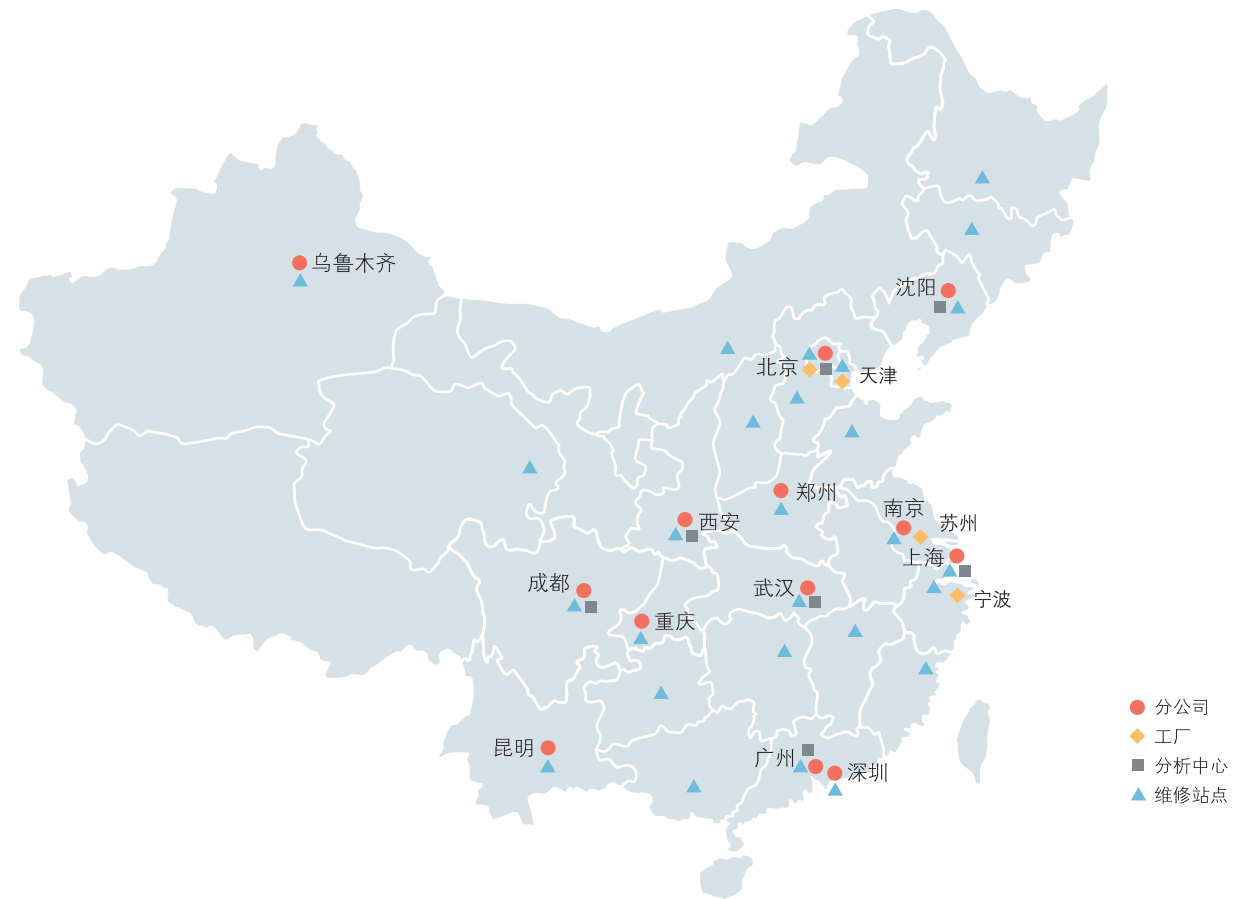 乌鲁木齐
沈阳
北京
天津
郑州
南京
苏州
西安
上海
成都
武汉
宁波
重庆
昆明
广州
深圳
分公司
工厂
分析中心
维修站点